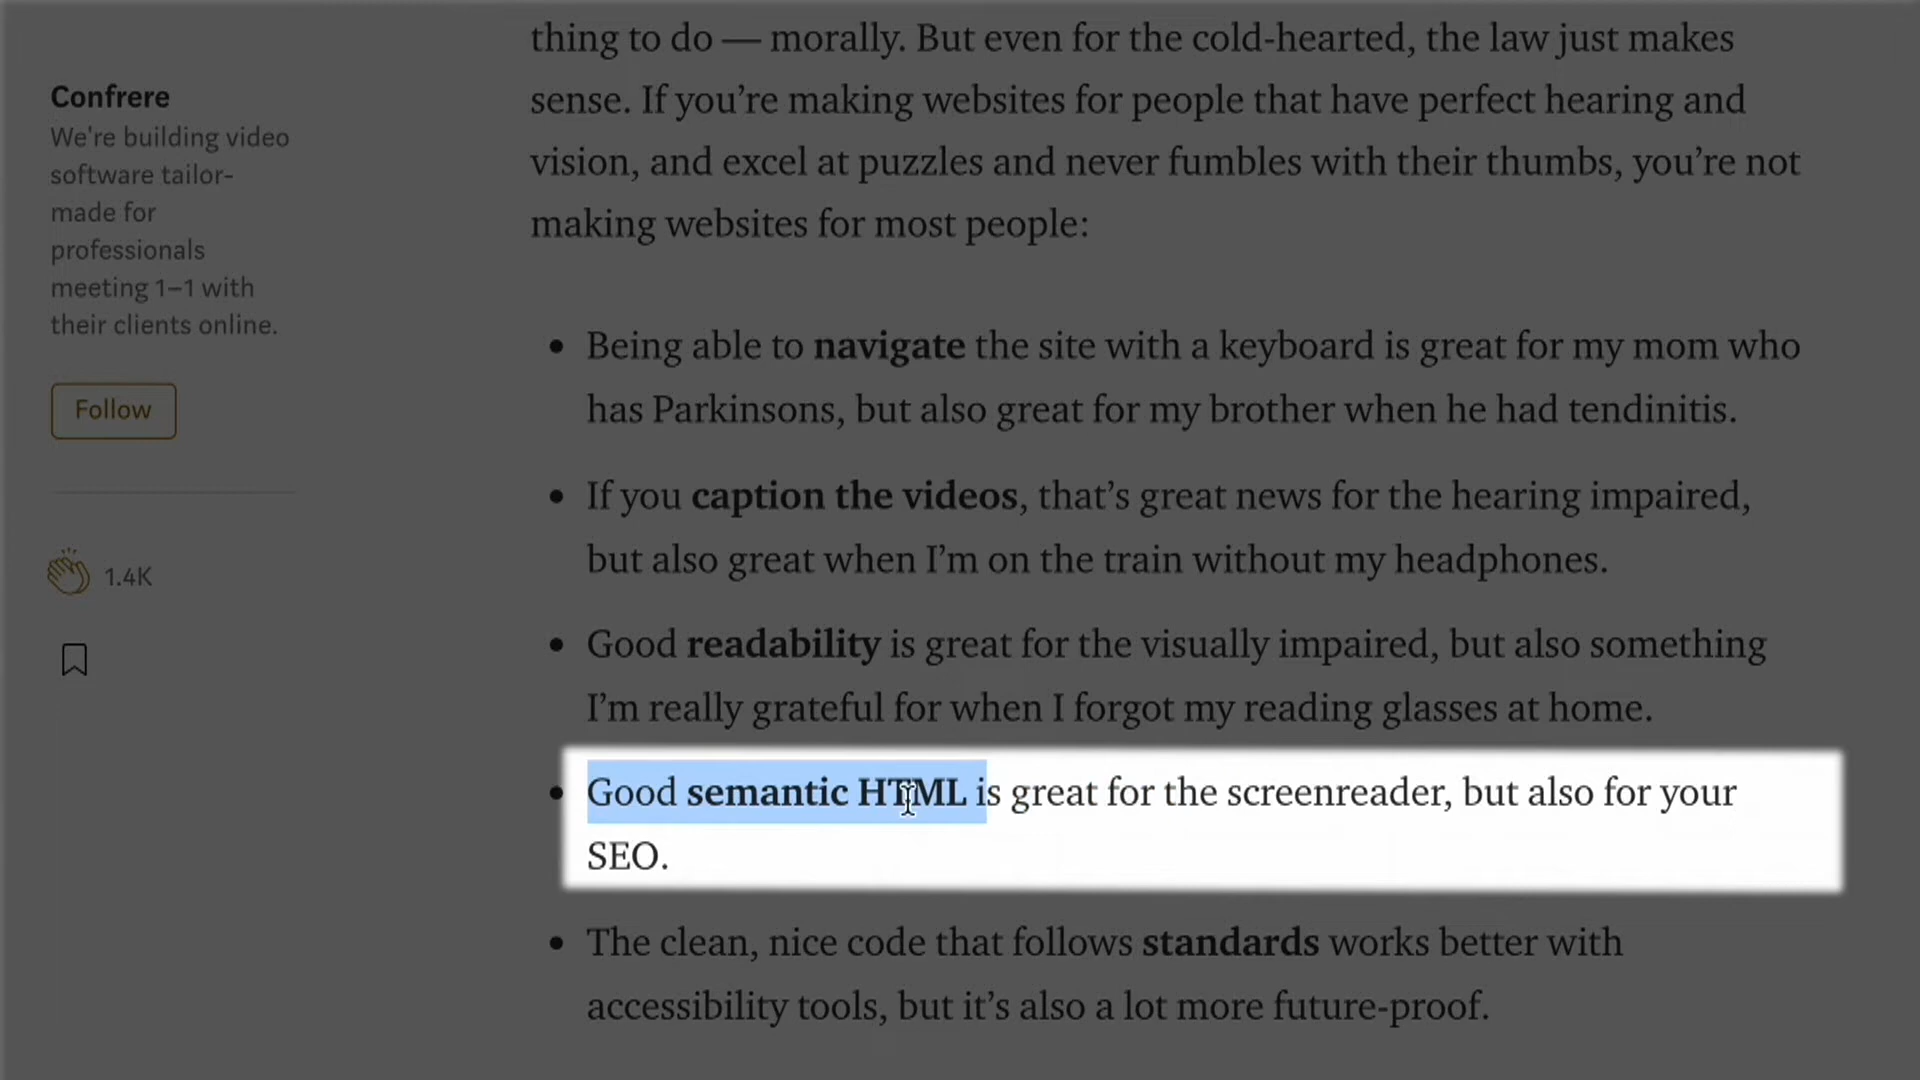 Confrere
We're building video
software tailor-
made for
professionals
meeting 1–1 with
their clients online.
Follow
1.4K
thing to do — morally. But even for the cold-hearted, the law just makes
sense. If you’re making websites for people that have perfect hearing and
vision, and excel at puzzles and never fumbles with their thumbs, you’re not
making websites for most people:
• Being able to navigate the site with a keyboard is great for my mom who
has Parkinsons, but also great for my brother when he had tendinitis.
• If you caption the videos, that’s great news for the hearing impaired,
but also great when I’m on the train without my headphones.
• Good readability is great for the visually impaired, but also something
I’m really grateful for when I forgot my reading glasses at home.
• Good semantic HTML is great for the screenreader, but also for your
SEO.
• The clean, nice code that follows standards works better with
accessibility tools, but it’s also a lot more future-proof.